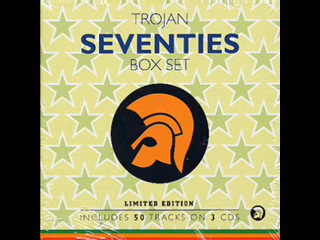 TROJAN
SEVENTIES
BOX SET
LIMITED EDITION
INCLUDES 50 TRACKS ON 3 CDS